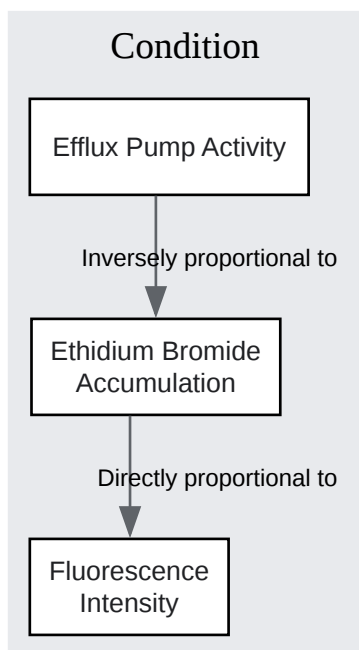 Condition
Efflux Pump Activity
Inversely proportional to
Ethidium Bromide
Accumulation
Directly proportional to
Fluorescence
Intensity